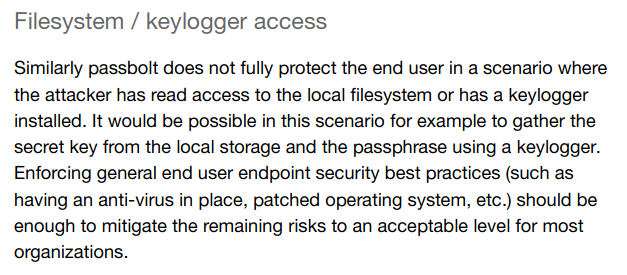 Filesystem / keylogger access
Similarly passbolt does not fully protect the end user in a scenario where
the attacker has read access to the local filesystem or has a keylogger
installed. It would be possible in this scenario for example to gather the
secret key from the local storage and the passphrase using a keylogger.
Enforcing general end user endpoint security best practices (such as
having an anti-virus in place, patched operating system, etc.) should be
enough to mitigate the remaining risks to an acceptable level for most
organizations.